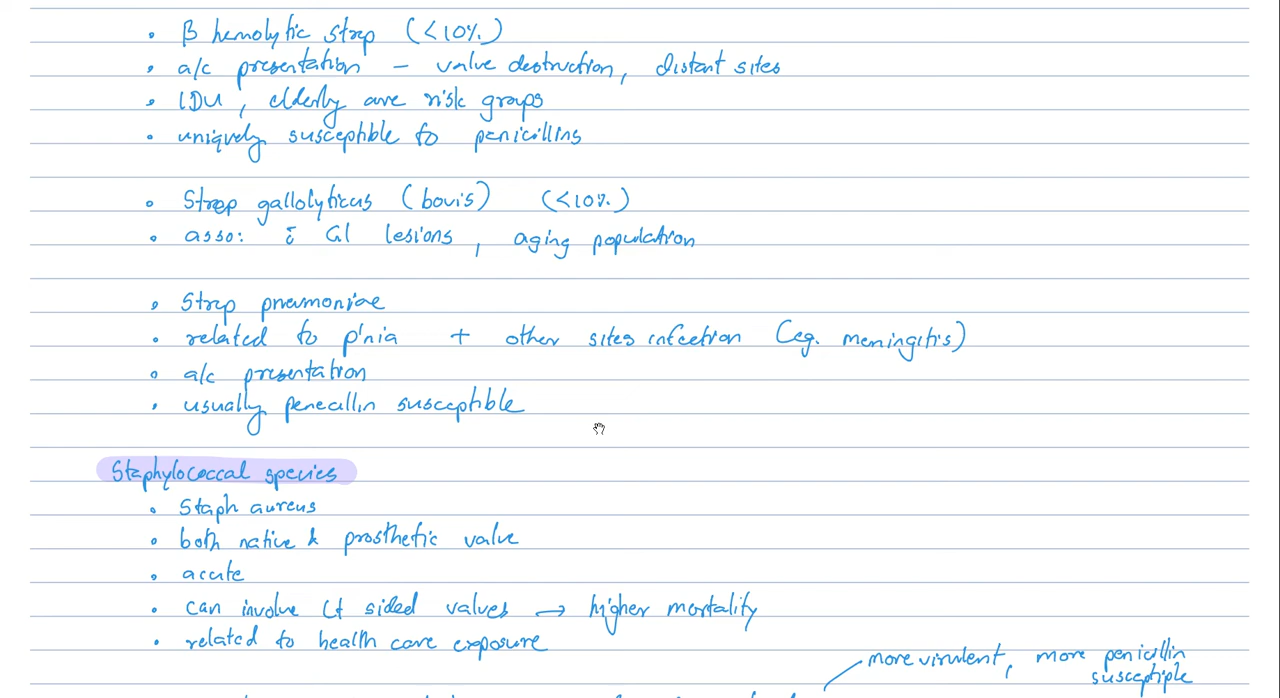 • β hemolytic strep (<10%)
• a/c presentation – valve destruction, distant sites
• IDU, elderly are risk groups
• uniquely susceptible to penicillins
• Strep gallolyticus (bovis) (<10%)
• asso: c̄ GI lesions, aging population
• Strep pneumoniae
• related to p'nia + other sites infection (eg. meningitis)
• a/c presentation
• usually penecillin susceptible
Staphylococcal species
• Staph aureus
• both native & prosthetic valve
• acute
• can involve Lt sided valves → higher mortality
• related to health care exposure
more virulent, more penicillin
susceptiple